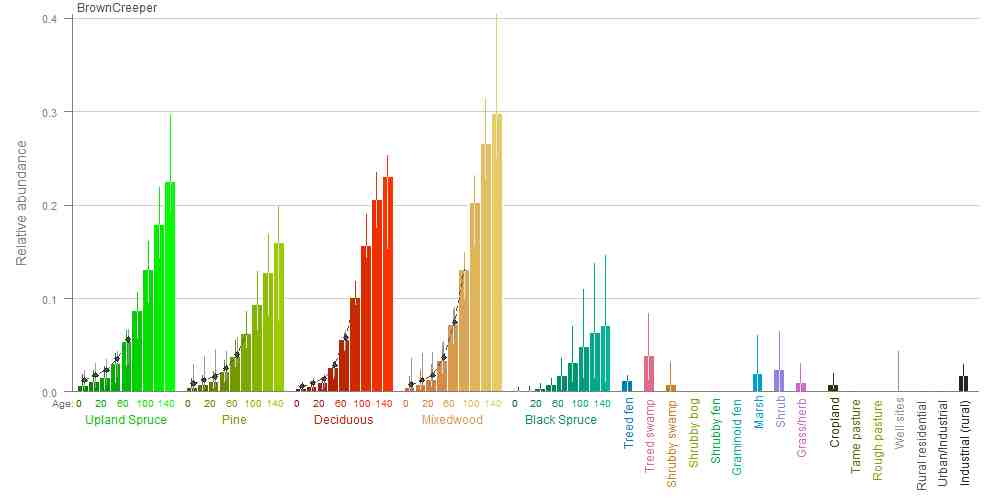 BrownCreeper
Relative abundance
0.4
0.3
0.2
0.1
0.0
Age: 0 20 60 100 140 0 20 60 100 140 0 20 60 100 140 0 20 60 100 140 0 20 60 100 140
Upland Spruce Pine Deciduous Mixedwood Black Spruce
Treed fen
Treed swamp
Shrubby swamp
Shrubby bog
Shrubby fen
Graminoid fen
Marsh
Shrub
Grass/herb
Cropland
Tame pasture
Rough pasture
Well sites
Rural residential
Urban/Industrial
Industrial (rural)